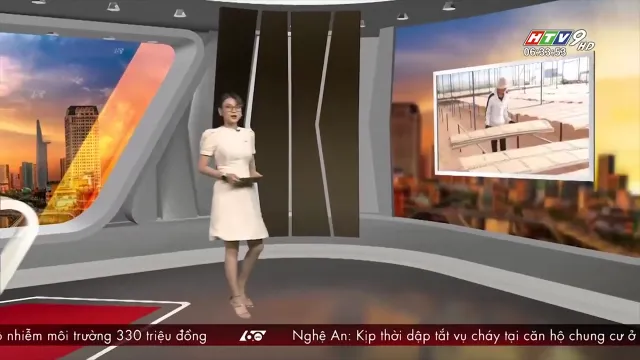 HTV9 HD
06:33:53
nhiễm môi trường 330 triệu đồng 60 Nghệ An: Kịp thời dập tắt vụ cháy tại căn hộ chung cư ở